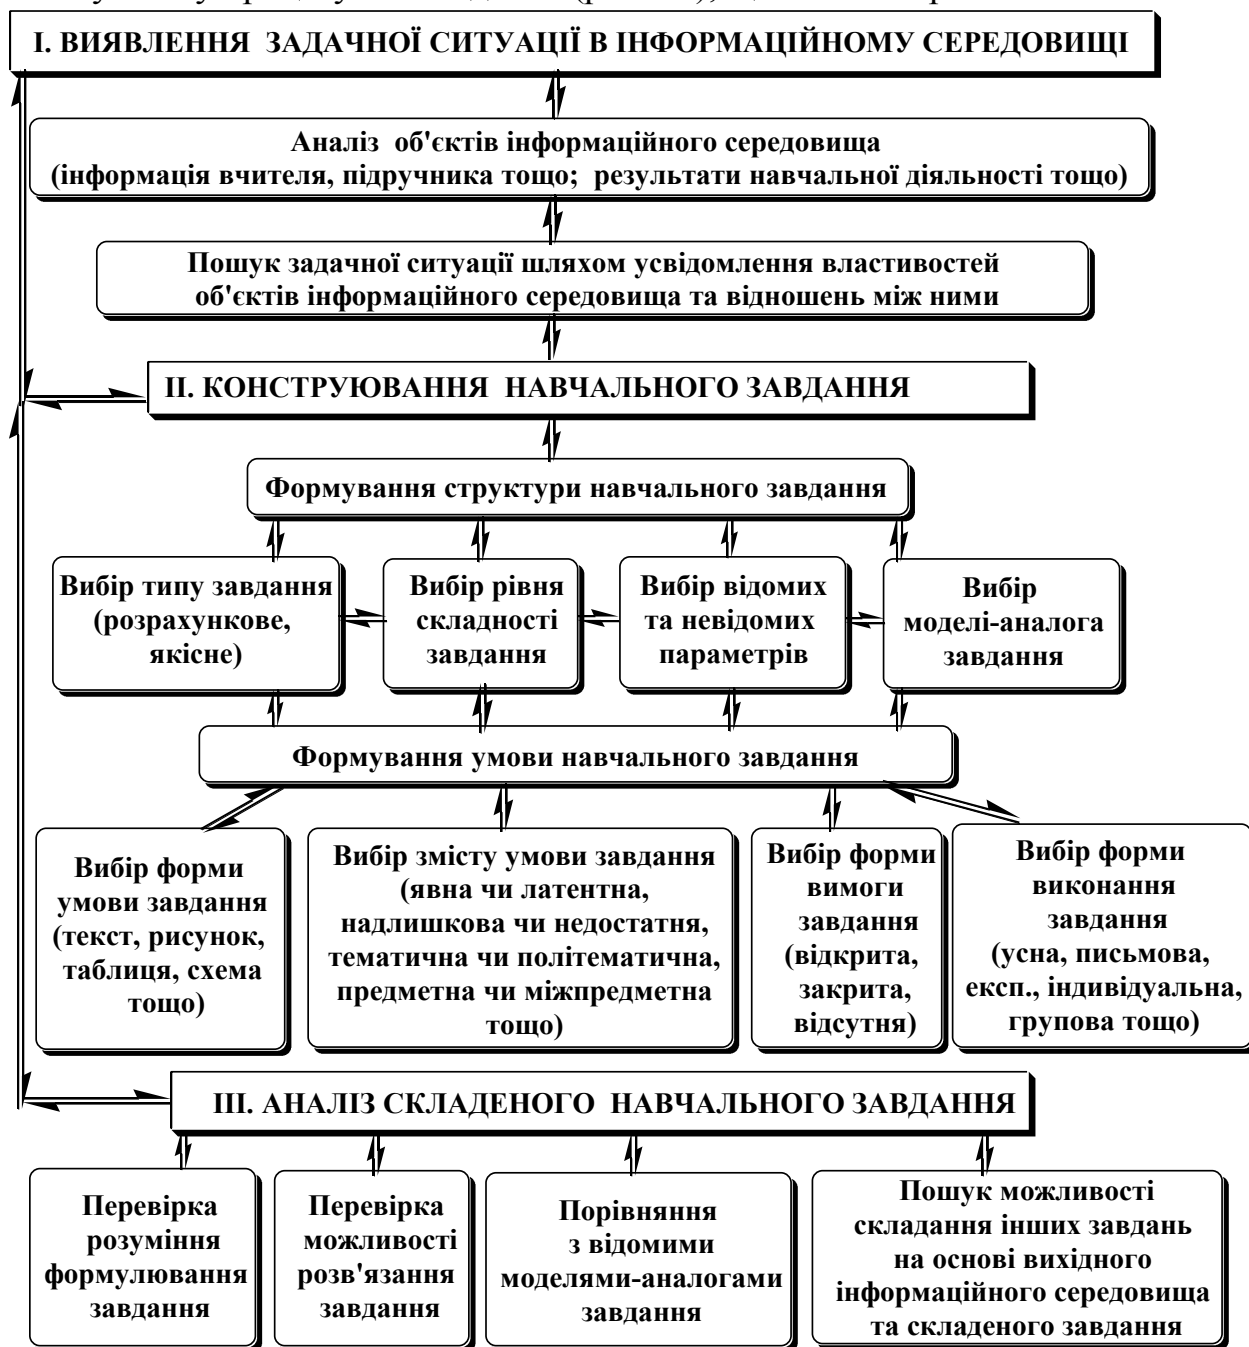 І. ВИЯВЛЕННЯ ЗАДАЧНОЇ СИТУАЦІЇ В ІНФОРМАЦІЙНОМУ СЕРЕДОВИЩІ
Аналіз об'єктів інформаційного середовища
(інформація вчителя, підручника тощо; результати навчальної діяльності тощо)
Пошук задачної ситуації шляхом усвідомлення властивостей
об'єктів інформаційного середовища та відношень між ними
ІІ. КОНСТРУЮВАННЯ НАВЧАЛЬНОГО ЗАВДАННЯ
Формування структури навчального завдання
Вибір типу завдання
(розрахункове,
якісне)
Вибір рівня
складності
завдання
Вибір відомих
та невідомих
параметрів
Вибір
моделі-аналога
завдання
Формування умови навчального завдання
Вибір форми
умови завдання
(текст, рисунок,
таблиця, схема
тощо)
Вибір змісту умови завдання
(явна чи латентна,
надлишкова чи недостатня,
тематична чи політематична,
предметна чи міжпредметна
тощо)
Вибір форми
вимоги
завдання
(відкрита,
закрита,
відсутня)
Вибір форми
виконання
завдання
(усна, письмова,
експ., індивідуальна,
групова тощо)
ІІІ. АНАЛІЗ СКЛАДЕНОГО НАВЧАЛЬНОГО ЗАВДАННЯ
Перевірка
розуміння
формулювання
завдання
Перевірка
можливості
розв'язання
завдання
Порівняння
з відомими
моделями-аналогами
завдання
Пошук можливості
складання інших завдань
на основі вихідного
інформаційного середовища
та складеного завдання